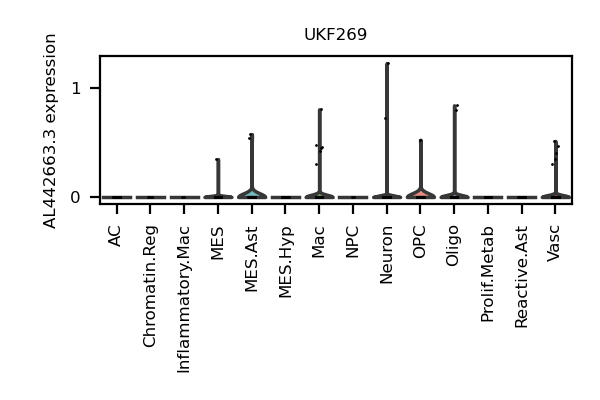 UKF269
AL442663.3 expression
1
0
AC
Chromatin.Reg
Inflammatory.Mac
MES
MES.Ast
MES.Hyp
Mac
NPC
Neuron
OPC
Oligo
Prolif.Metab
Reactive.Ast
Vasc